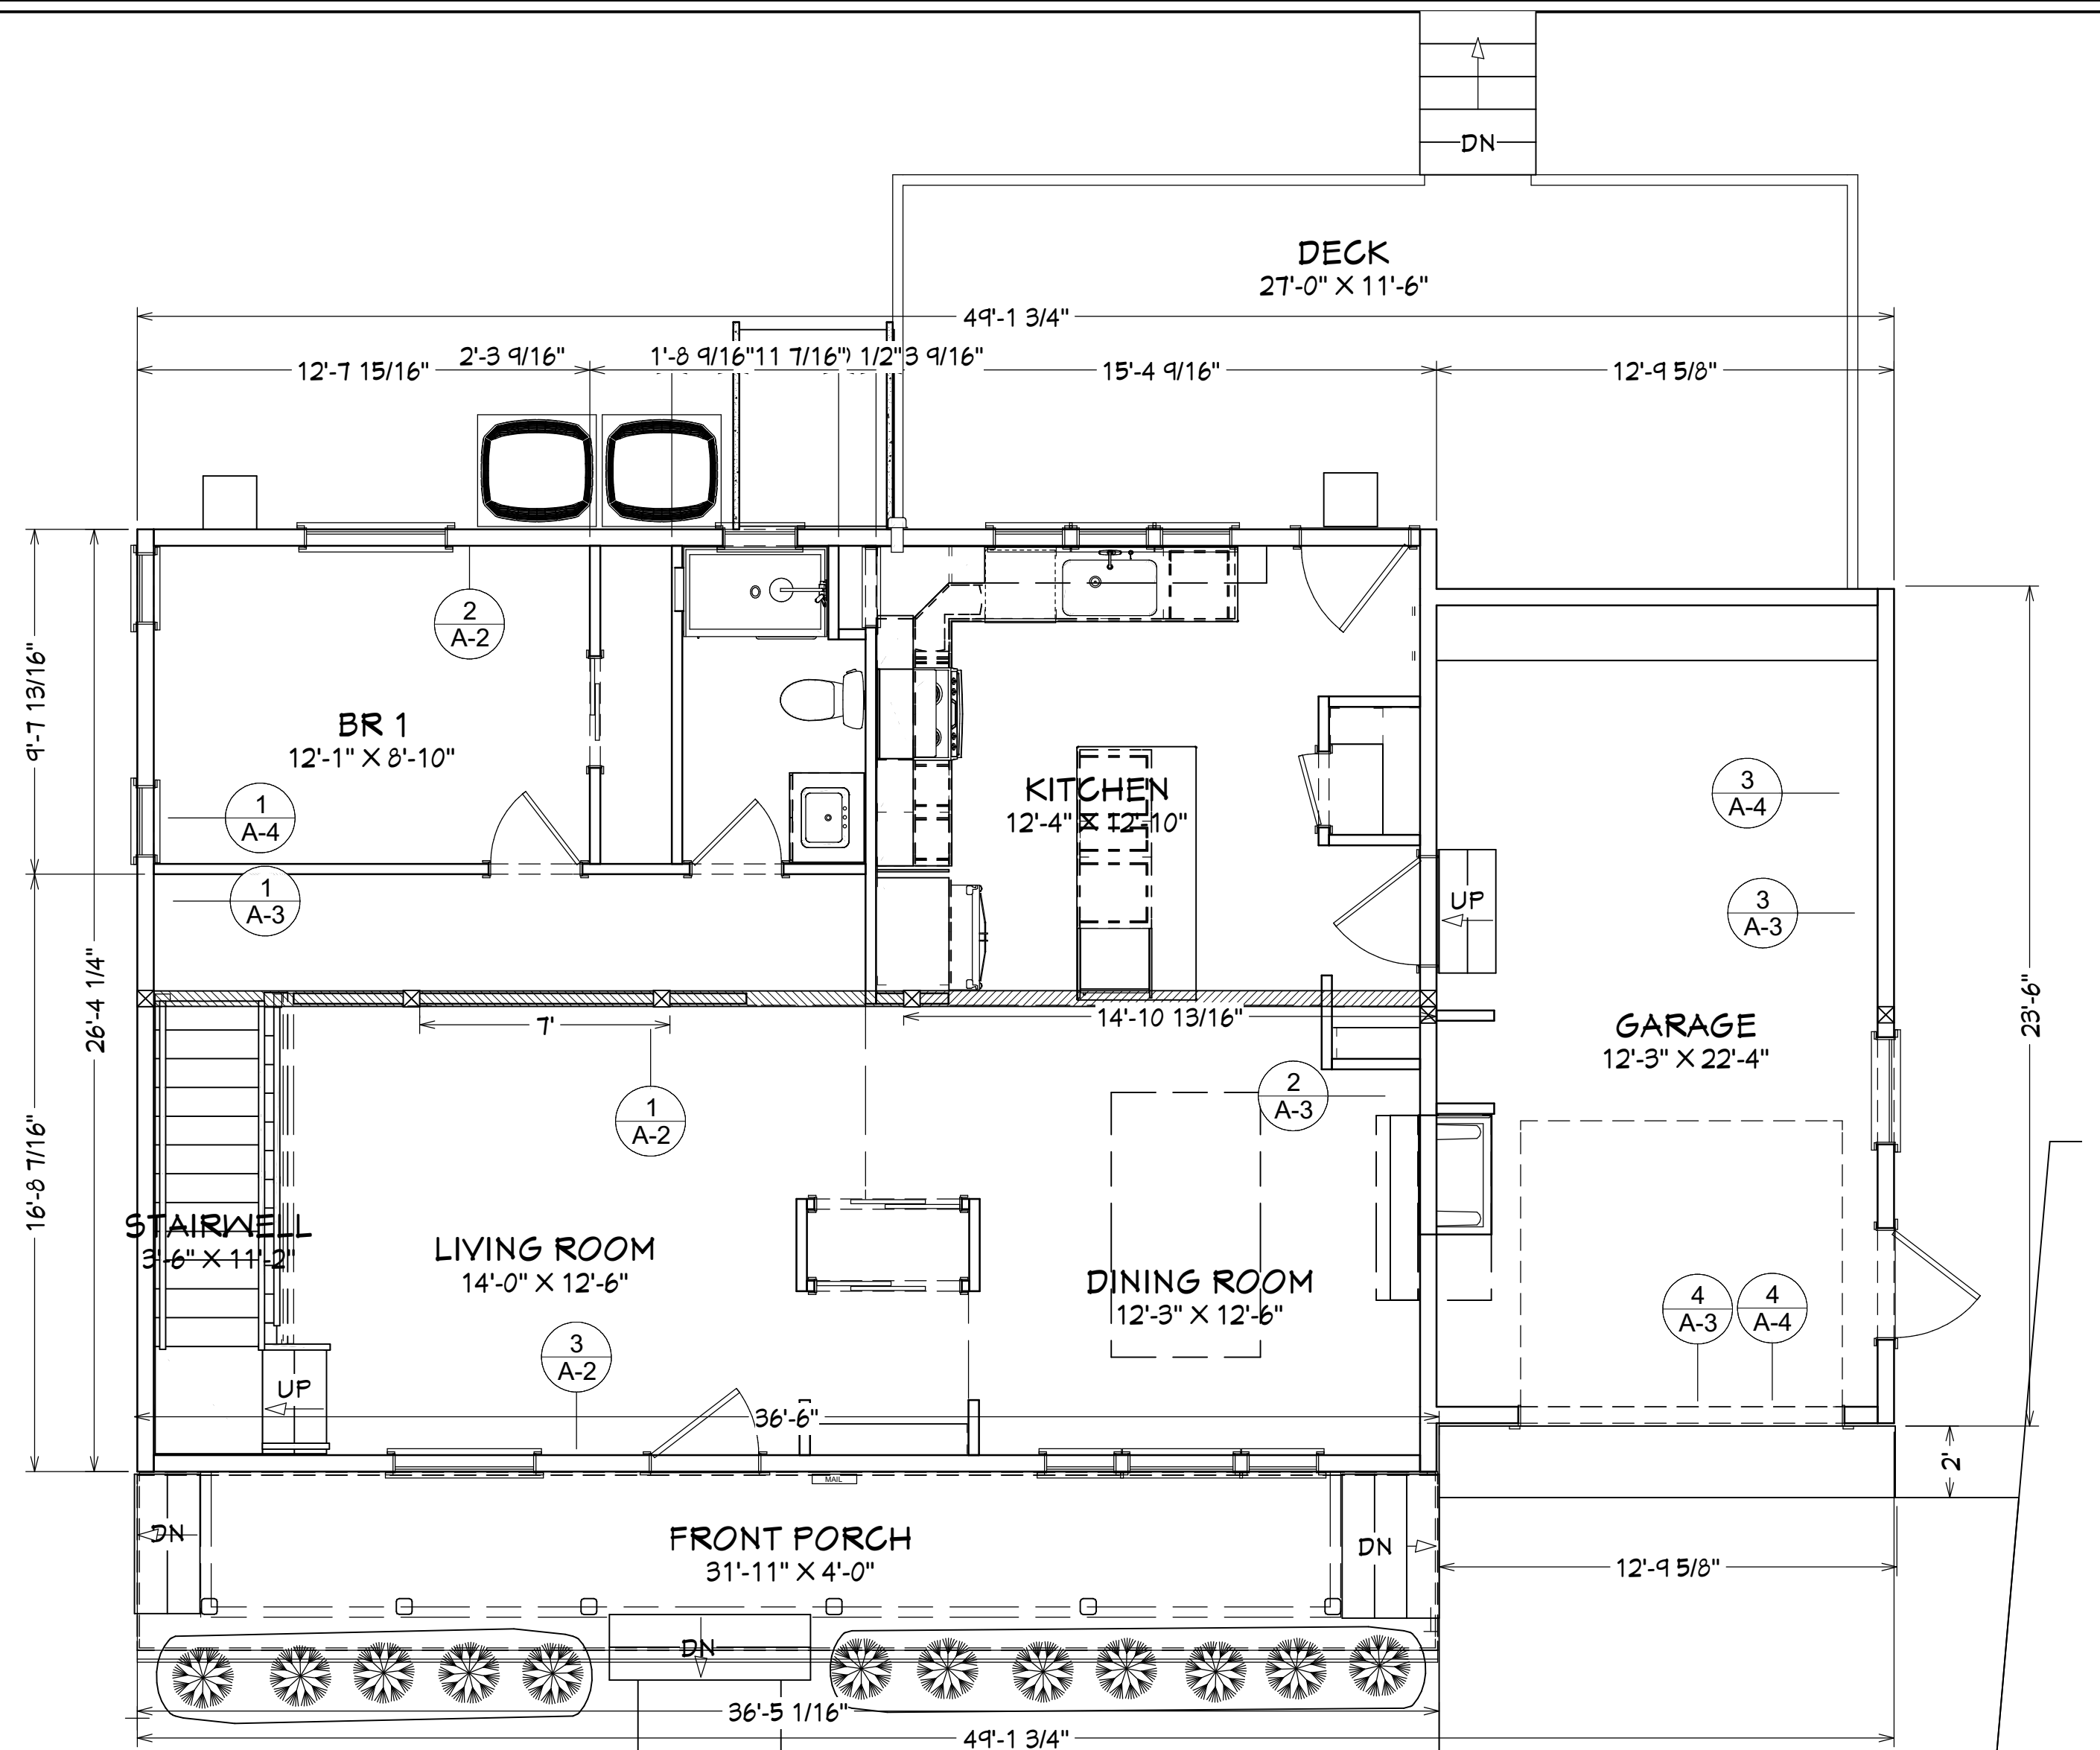 DN
DECK
27'-0" X 11'-6"
49'-1 3/4"
12'-7 15/16"
2'-3 9/16"
1'-8 9/16"
11 7/16"
1/2"
3 9/16"
15'-4 9/16"
12'-9 5/8"
2
A-2
9'-7 13/16"
BR 1
12'-1" X 8'-10"
1
A-4
1
A-3
KITCHEN
12'-4" X 12'-10"
3
A-4
3
A-3
UP
26'-4 1/4"
7'
14'-10 13/16"
GARAGE
12'-3" X 22'-4"
23'-6"
1
A-2
2
A-3
16'-8 7/16"
STAIRWELL
3'-6" X 11'-2"
LIVING ROOM
14'-0" X 12'-6"
DINING ROOM
12'-3" X 12'-6"
4
A-3
4
A-4
3
A-2
UP
36'-6"
2'
MAIL
DN
FRONT PORCH
31'-11" X 4'-0"
DN
12'-9 5/8"
DN
36'-5 1/16"
49'-1 3/4"